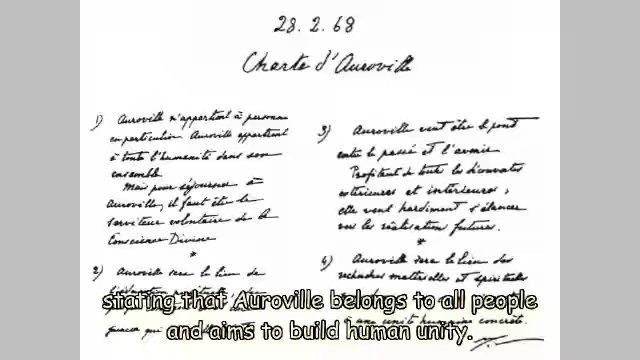 28. 2. 68
Charte d'Auroville
1) Auroville n'appartient à personne
en particulier. Auroville appartient
à toute l'humanité dans son
ensemble.
Mais pour séjourner à
Auroville, il faut être le
serviteur volontaire de la
Conscience Divine
*
2) Auroville sera le lieu de
3) Auroville veut être le pont
entre le passé et l'avenir
Profitant de toutes les découvertes
extérieures et intérieures,
elle veut hardiment s'élancer
vers les réalisations futures.
*
4) Auroville sera le lieu des
recherches matérielles et spirituelles
une unité humaine concrète.
stating that Auroville belongs to all people
and aims to build human unity.